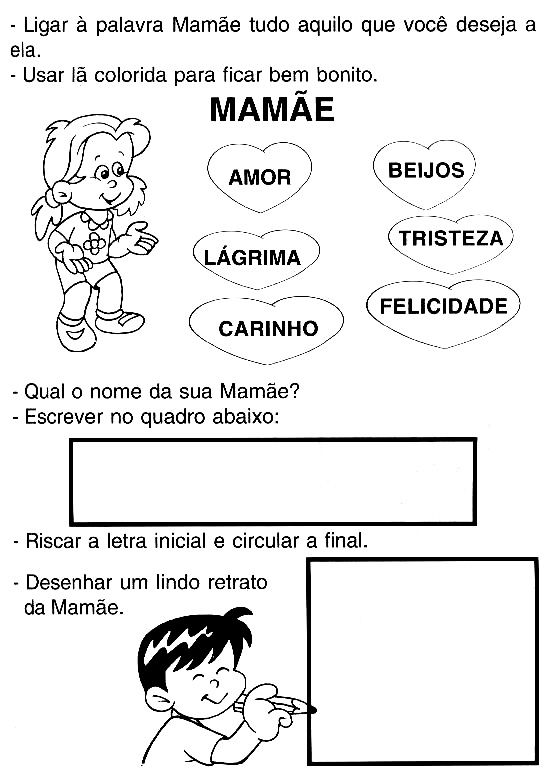 - Ligar à palavra Mamãe tudo aquilo que você deseja a
ela.
- Usar lã colorida para ficar bem bonito.
MAMÃE
AMOR
BEIJOS
LÁGRIMA
TRISTEZA
CARINHO
FELICIDADE
- Qual o nome da sua Mamãe?
- Escrever no quadro abaixo:
- Riscar a letra inicial e circular a final.
- Desenhar um lindo retrato
da Mamãe.